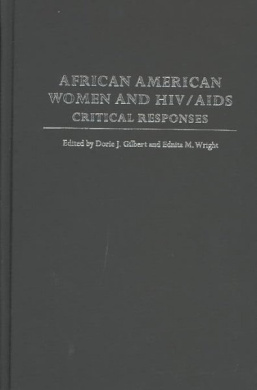 AFRICAN AMERICAN
WOMEN AND HIV/AIDS
CRITICAL RESPONSES
Edited by Dorie J. Gilbert and Ednita M. Wright